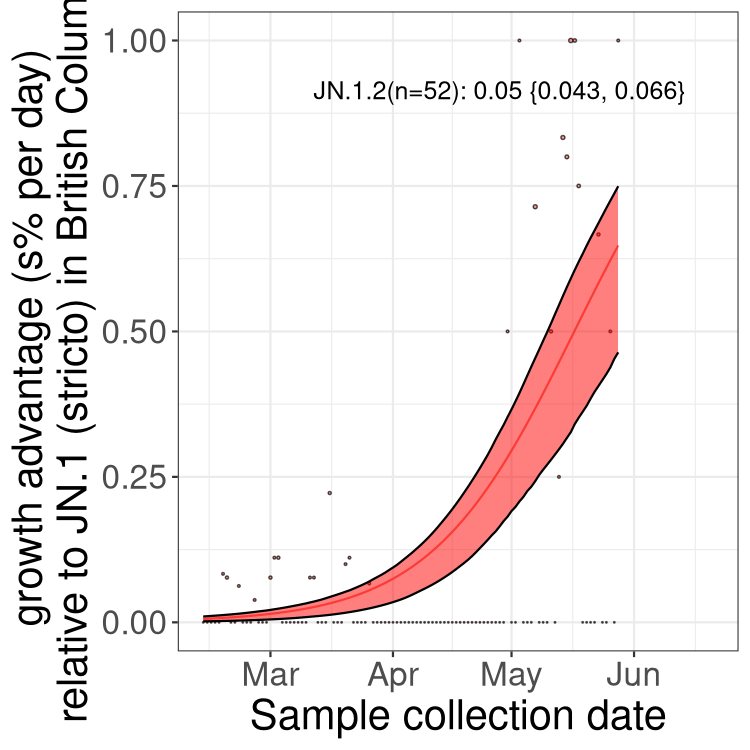 growth advantage (s% per day)
relative to JN.1 (stricto) in British Colum
1.00
0.75
0.50
0.25
0.00
JN.1.2(n=52): 0.05 {0.043, 0.066}
Mar Apr May Jun
Sample collection date